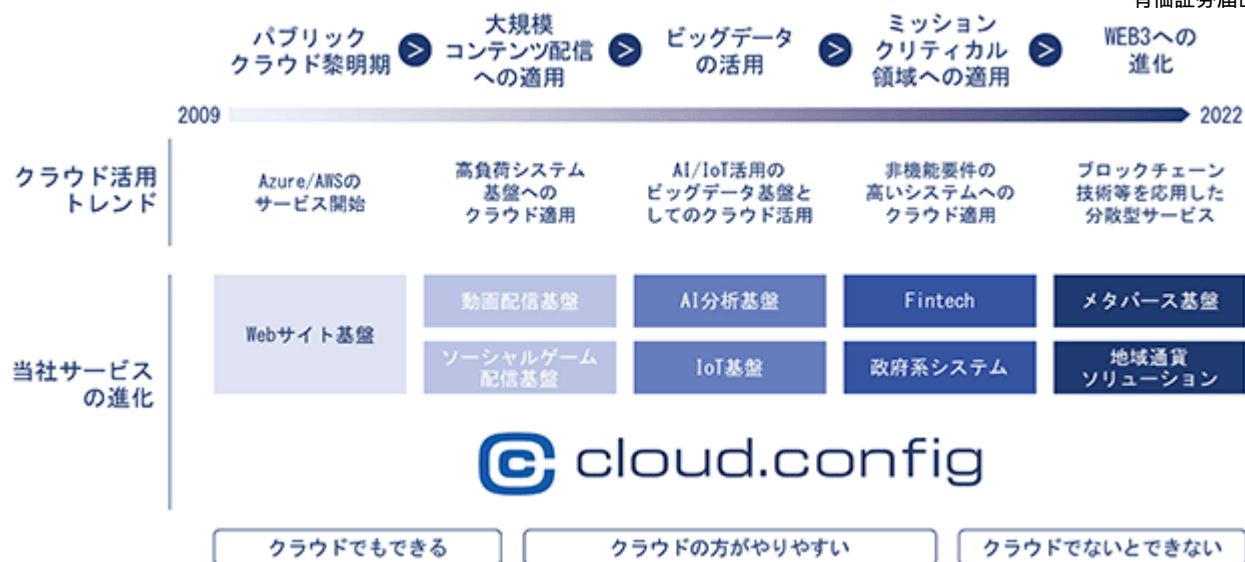 パブリック
クラウド黎明期
>
大規模
コンテンツ配信
への適用
>
ビッグデータ
の活用
>
ミッション
クリティカル
領域への適用
>
WEB3への
進化
2009
2022
クラウド活用
トレンド
Azure/AWSの
サービス開始
高負荷システム
基盤への
クラウド適用
AI/IoT活用の
ビッグデータ基盤と
してのクラウド活用
非機能要件の
高いシステムへの
クラウド適用
ブロックチェーン
技術等を応用した
分散型サービス
当社サービス
の進化
Webサイト基盤
動画配信基盤
ソーシャルゲーム
配信基盤
AI分析基盤
IoT基盤
Fintech
政府系システム
メタバース基盤
地域通貨
ソリューション
cloud.config
クラウドでもできる
クラウドの方がやりやすい
クラウドでないとできない